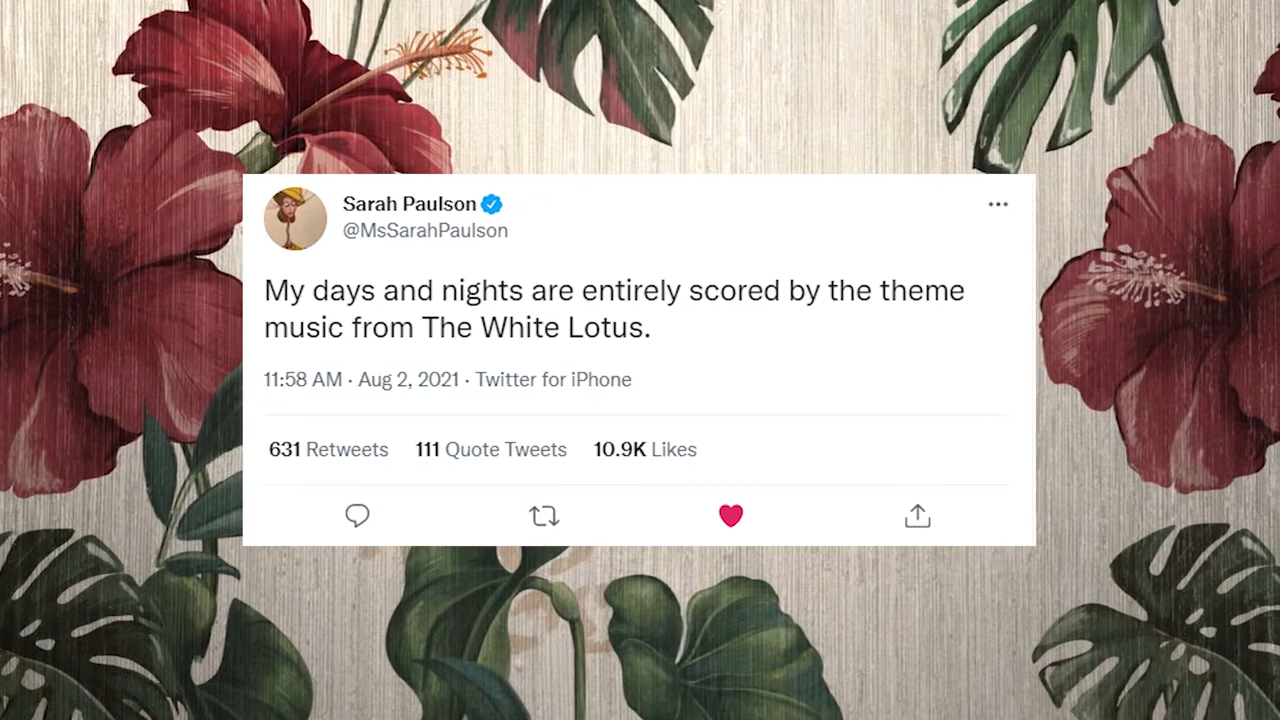 Sarah Paulson
@MsSarahPaulson
My days and nights are entirely scored by the theme
music from The White Lotus.
11:58 AM · Aug 2, 2021 · Twitter for iPhone
631 Retweets 111 Quote Tweets 10.9K Likes